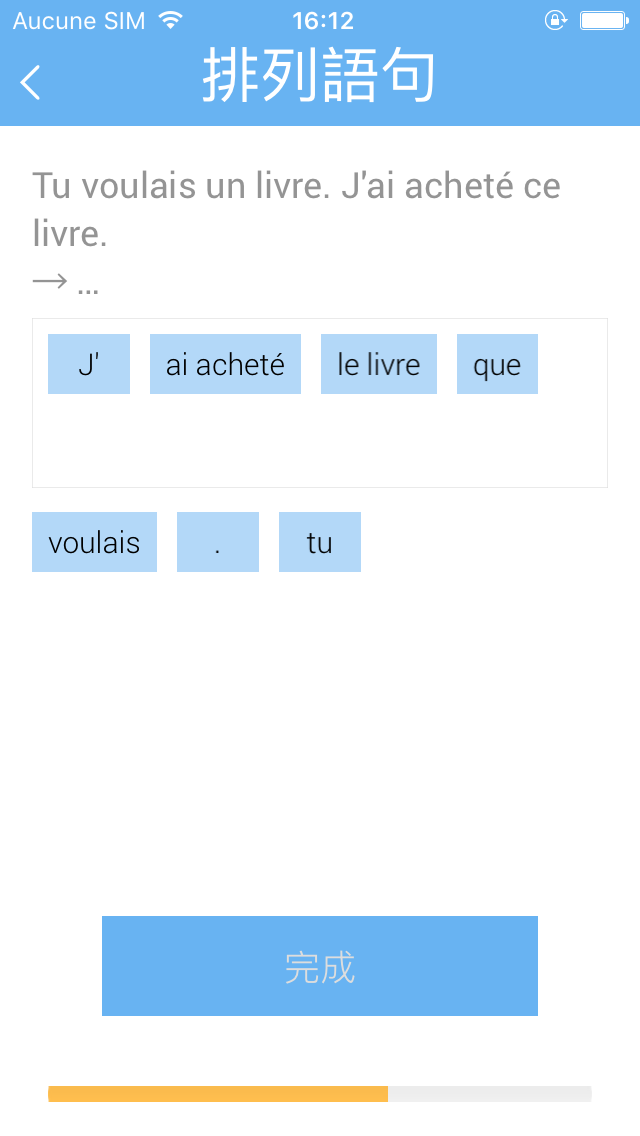 Aucune SIM 16:12
排列語句
Tu voulais un livre. J'ai acheté ce
livre.
→ ...
J' ai acheté le livre que
voulais . tu
完成